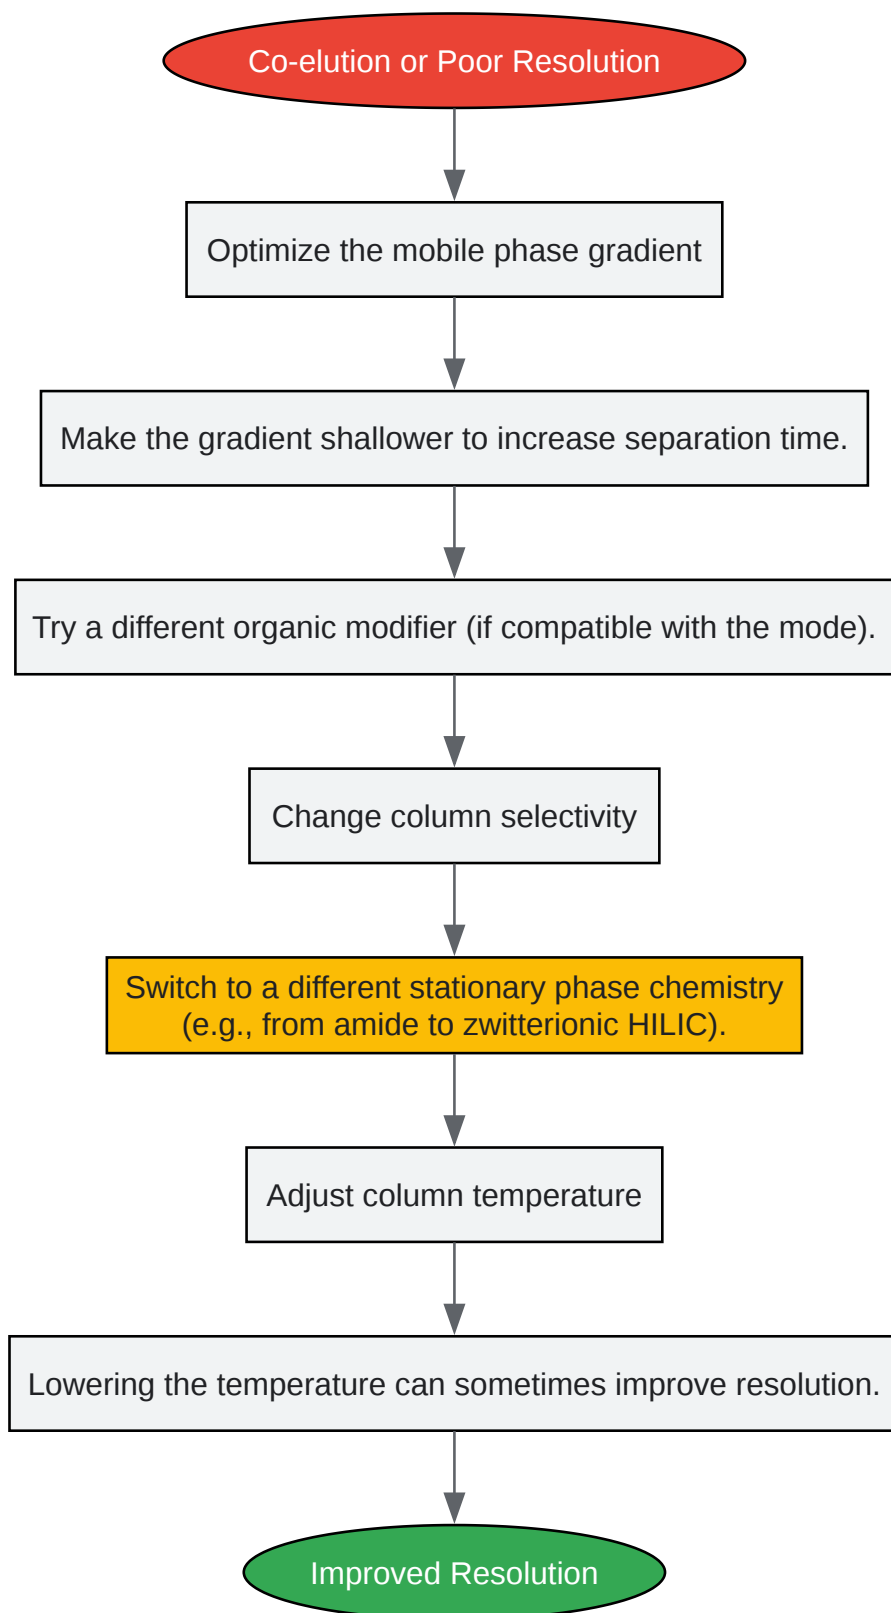 Co-elution or Poor Resolution
Optimize the mobile phase gradient
Make the gradient shallower to increase separation time.
Try a different organic modifier (if compatible with the mode).
Change column selectivity
Switch to a different stationary phase chemistry
(e.g., from amide to zwitterionic HILIC).
Adjust column temperature
Lowering the temperature can sometimes improve resolution.
Improved Resolution